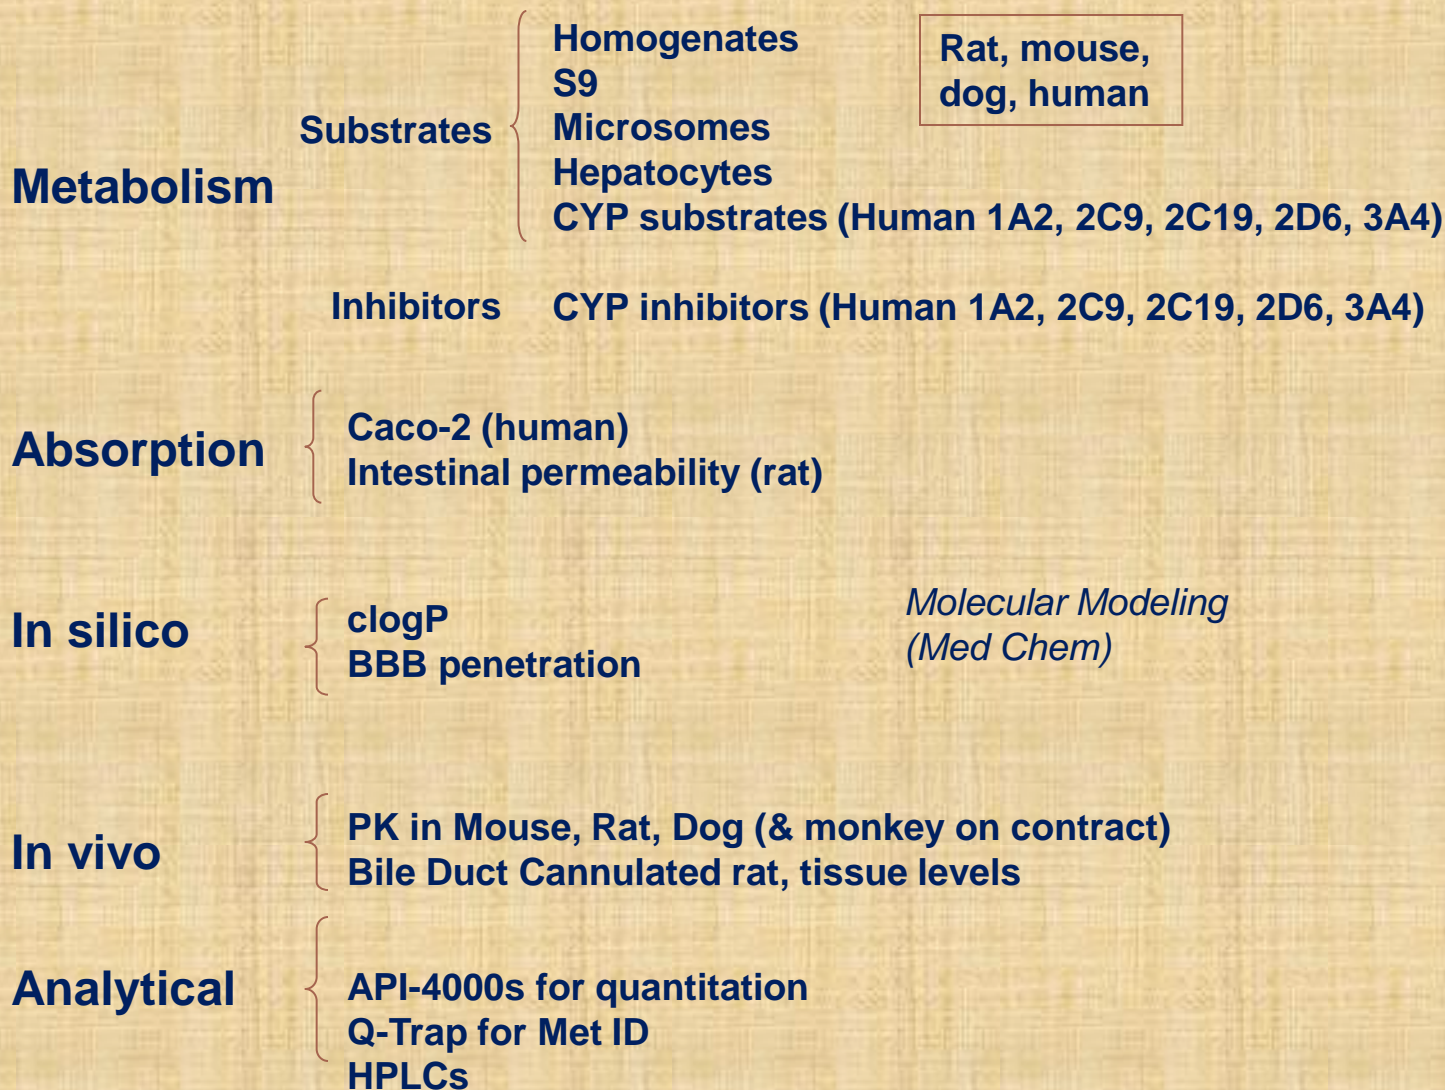 Metabolism
Substrates
Homogenates
S9
Microsomes
Hepatocytes
CYP substrates (Human 1A2, 2C9, 2C19, 2D6, 3A4)
Rat, mouse,
dog, human
Inhibitors
CYP inhibitors (Human 1A2, 2C9, 2C19, 2D6, 3A4)
Absorption
Caco-2 (human)
Intestinal permeability (rat)
In silico
clogP
BBB penetration
Molecular Modeling
(Med Chem)
In vivo
PK in Mouse, Rat, Dog (& monkey on contract)
Bile Duct Cannulated rat, tissue levels
Analytical
API-4000s for quantitation
Q-Trap for Met ID
HPLCs